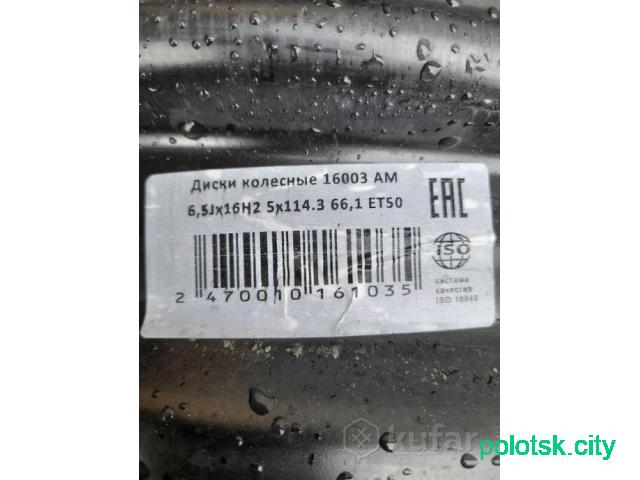 Диски колесные 16003 АМ
6,5Jx16H2 5x114.3 66,1 ET50
EAC
ISO
система
качества
ISO 16949
2 470010 161035
kufar
polotsk.city